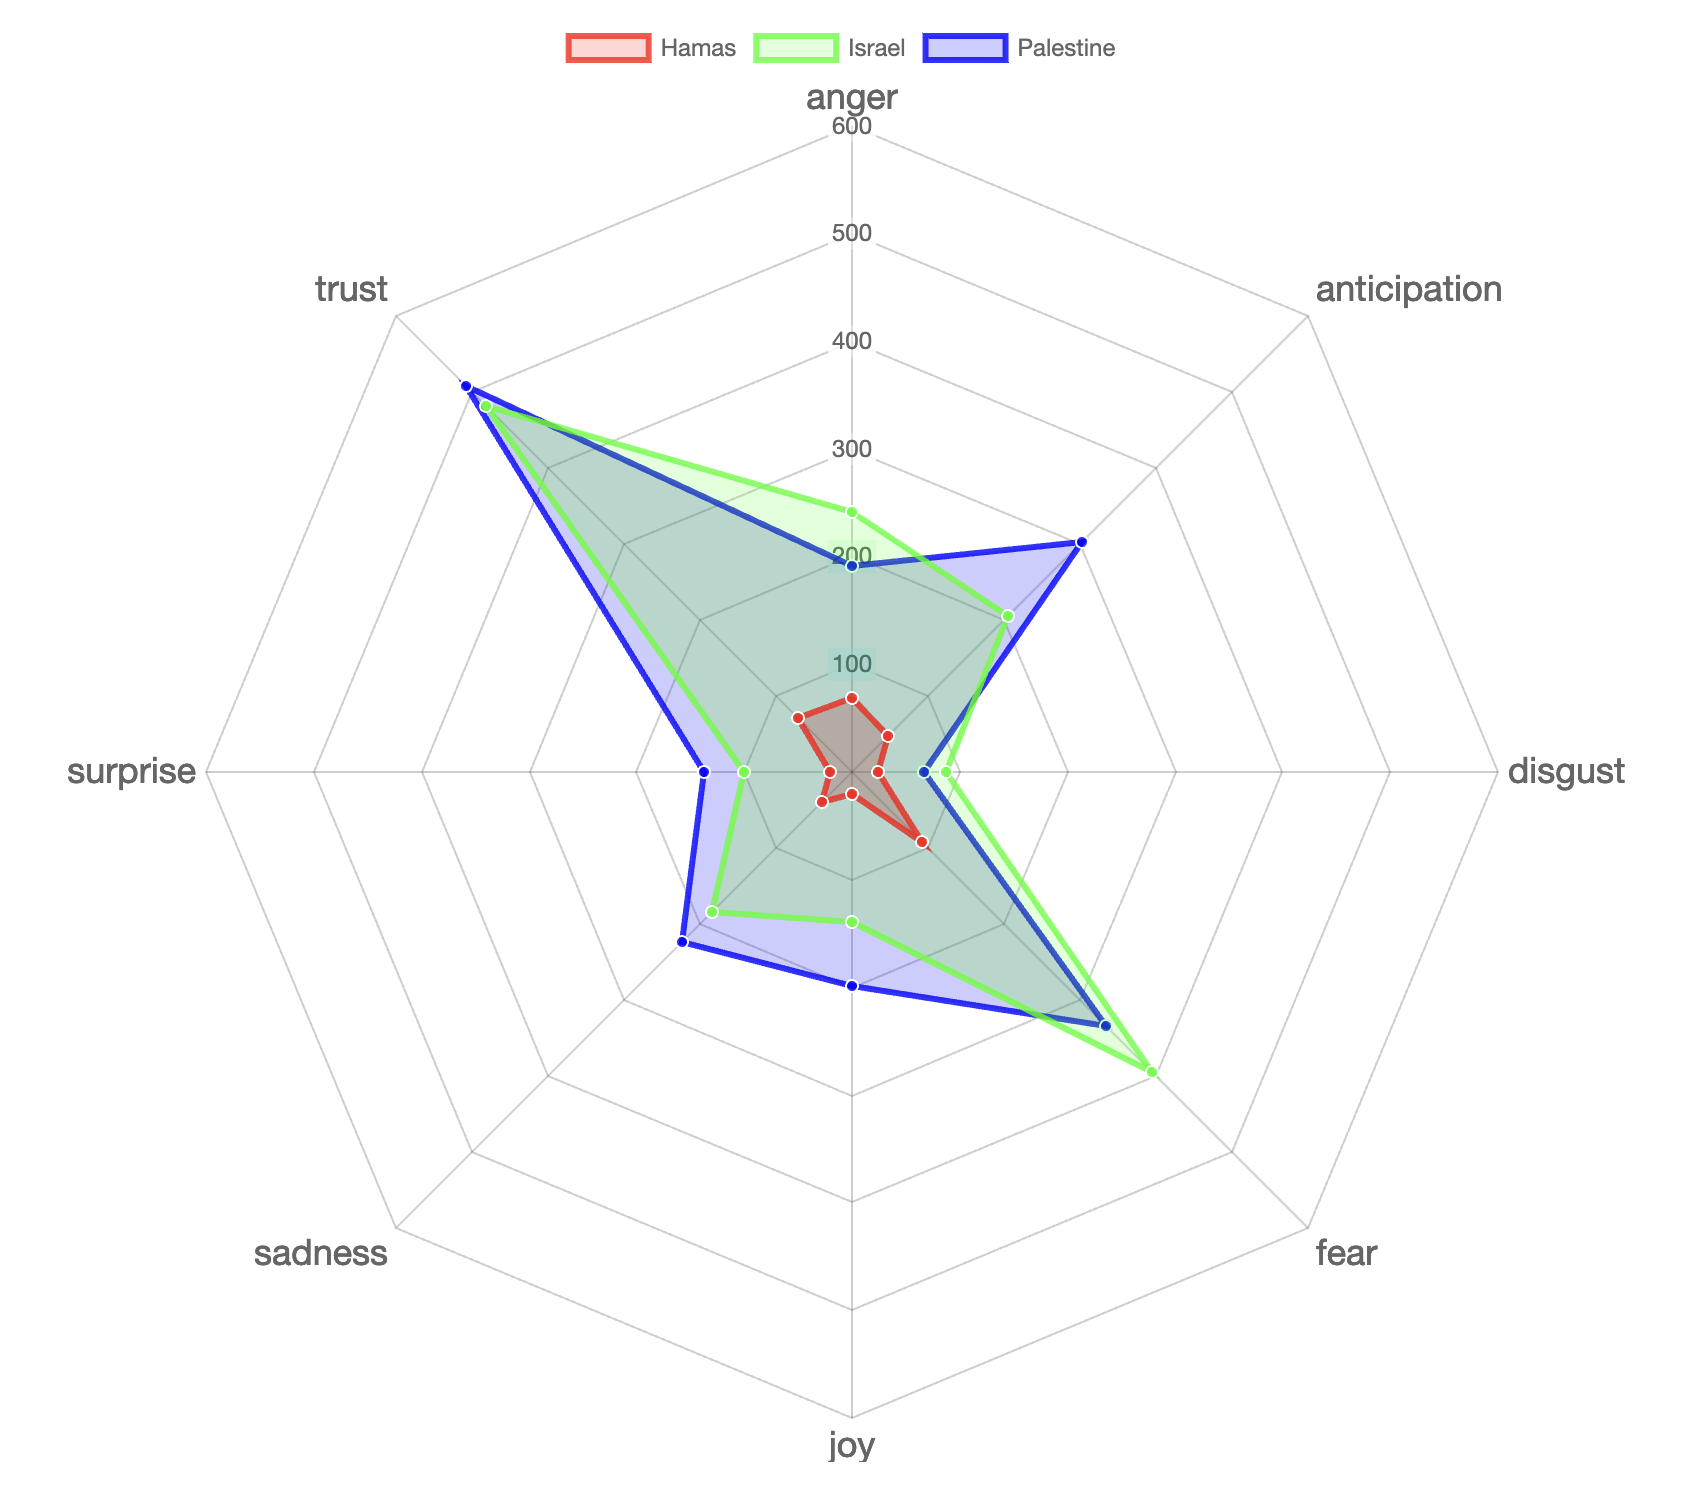 Hamas Israel Palestine
anger
600
500
trust
anticipation
400
300
200
100
surprise
disgust
sadness
fear
joy